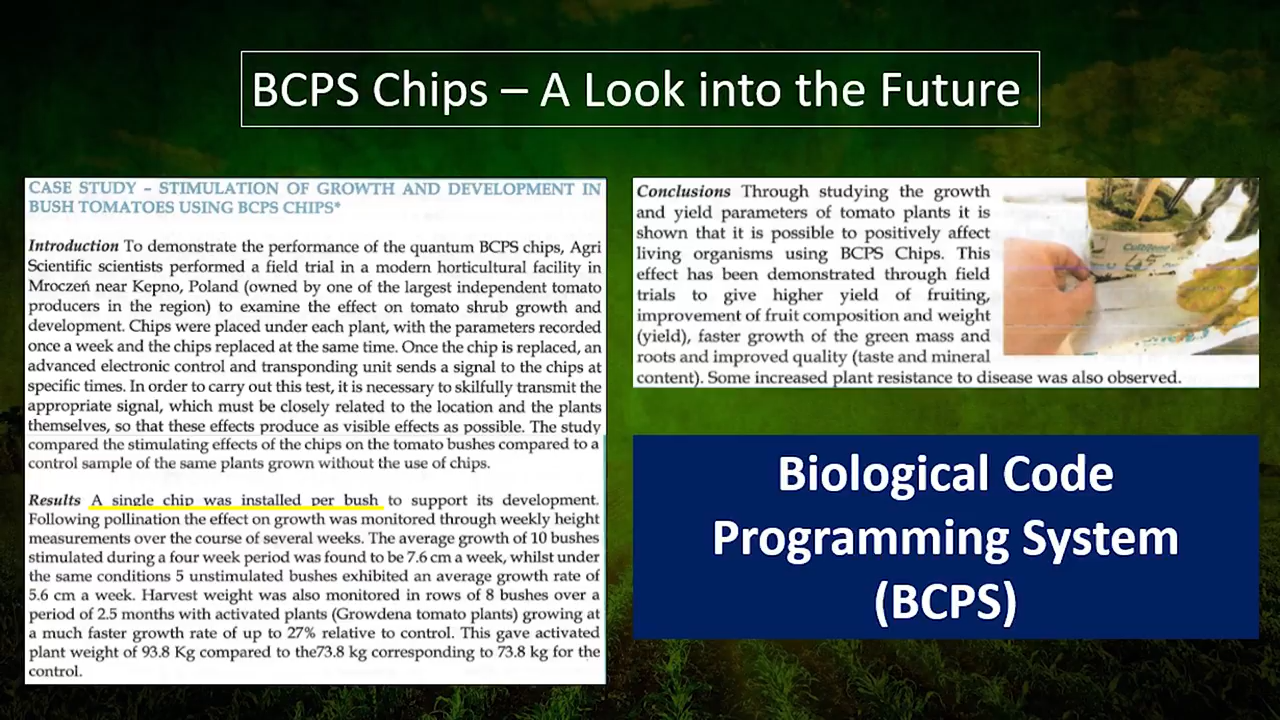 BCPS Chips – A Look into the Future
CASE STUDY – STIMULATION OF GROWTH AND DEVELOPMENT IN
BUSH TOMATOES USING BCPS CHIPS*
Introduction To demonstrate the performance of the quantum BCPS chips, Agri
Scientific scientists performed a field trial in a modern horticultural facility in
Mroczeń near Kepno, Poland (owned by one of the largest independent tomato
producers in the region) to examine the effect on tomato shrub growth and
development. Chips were placed under each plant, with the parameters recorded
once a week and the chips replaced at the same time. Once the chip is replaced, an
advanced electronic control and transponding unit sends a signal to the chips at
specific times. In order to carry out this test, it is necessary to skilfully transmit the
appropriate signal, which must be closely related to the location and the plants
themselves, so that these effects produce as visible effects as possible. The study
compared the stimulating effects of the chips on the tomato bushes compared to a
control sample of the same plants grown without the use of chips.
Results A single chip was installed per bush to support its development.
Following pollination the effect on growth was monitored through weekly height
measurements over the course of several weeks. The average growth of 10 bushes
stimulated during a four week period was found to be 7.6 cm a week, whilst under
the same conditions 5 unstimulated bushes exhibited an average growth rate of
5.6 cm a week. Harvest weight was also monitored in rows of 8 bushes over a
period of 2.5 months with activated plants (Growdena tomato plants) growing at
a much faster growth rate of up to 27% relative to control. This gave activated
plant weight of 93.8 Kg compared to the73.8 kg corresponding to 73.8 kg for the
control.
Conclusions Through studying the growth
and yield parameters of tomato plants it is
shown that it is possible to positively affect
living organisms using BCPS Chips. This
effect has been demonstrated through field
trials to give higher yield of fruiting,
improvement of fruit composition and weight
(yield), faster growth of the green mass and
roots and improved quality (taste and mineral
content). Some increased plant resistance to disease was also observed.
Biological Code
Programming System
(BCPS)